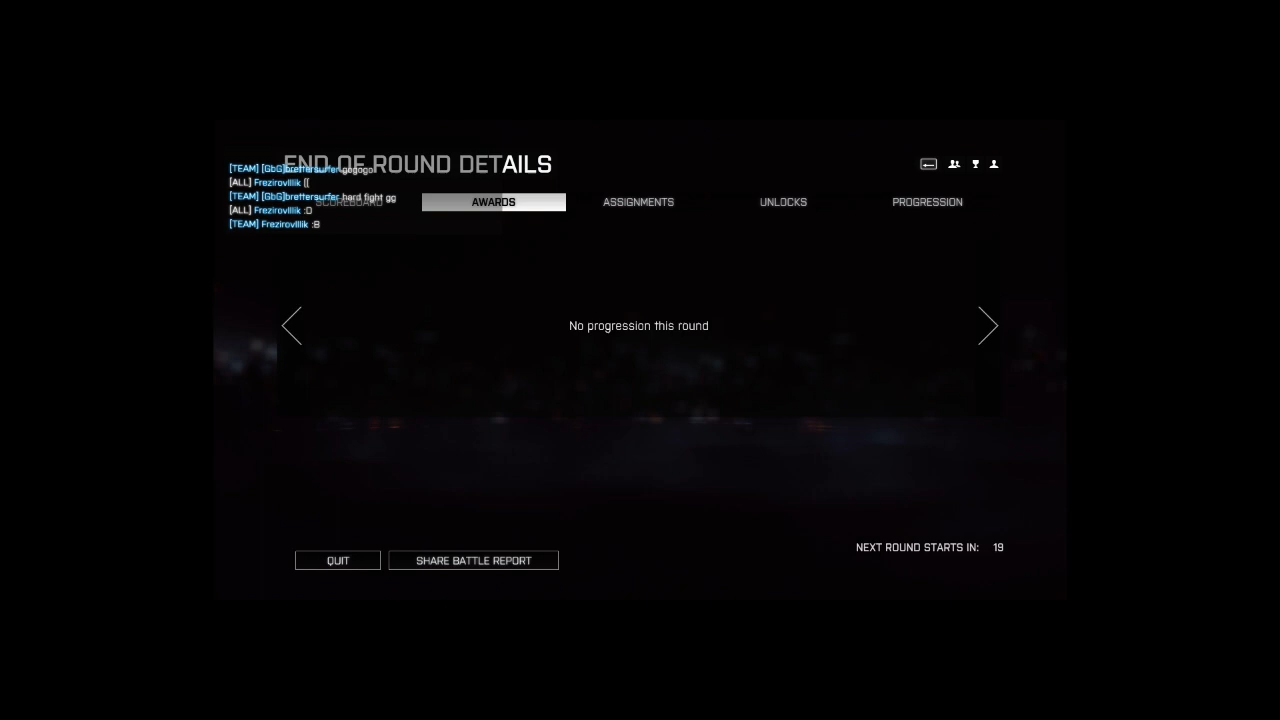 END OF ROUND DETAILS
[TEAM] [GbG]brettersurfer gogogo!
[ALL] Frezirovlllik ((
[TEAM] [GbG]brettersurfer hard fight gg
[ALL] Frezirovlllik :D
[TEAM] Frezirovlllik :B
SCOREBOARD AWARDS ASSIGNMENTS UNLOCKS PROGRESSION
No progression this round
NEXT ROUND STARTS IN: 19
QUIT SHARE BATTLE REPORT